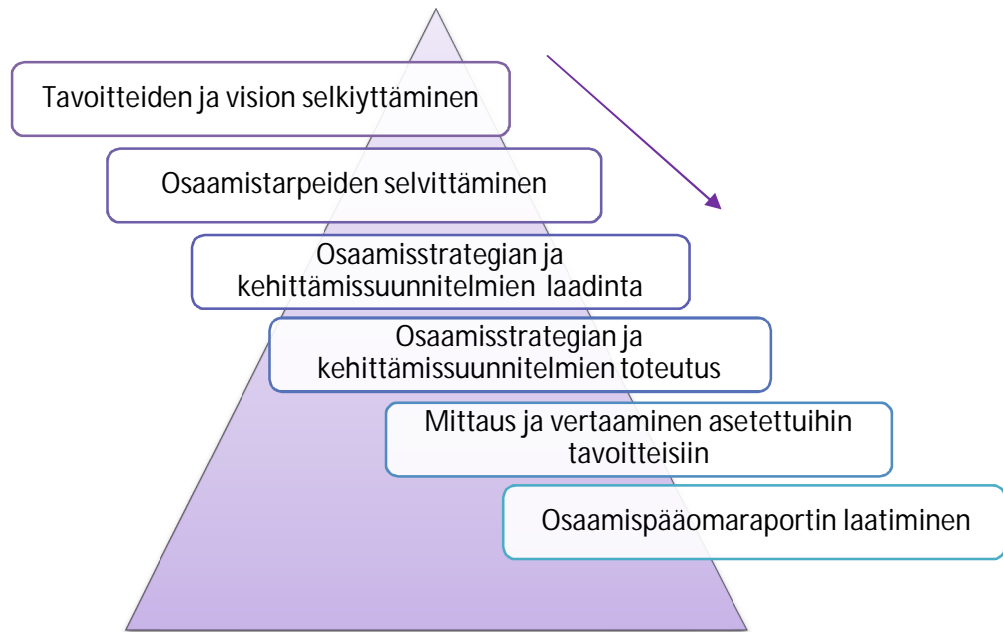 Tavoitteiden ja vision selkiyttäminen
Osaamistarpeiden selvittäminen
Osaamisstrategian ja
kehittämissuunnitelmien laadinta
Osaamisstrategian ja
kehittämissuunnitelmien toteutus
Mittaus ja vertaaminen asetettuihin
tavoitteisiin
Osaamispääomaraportin laatiminen